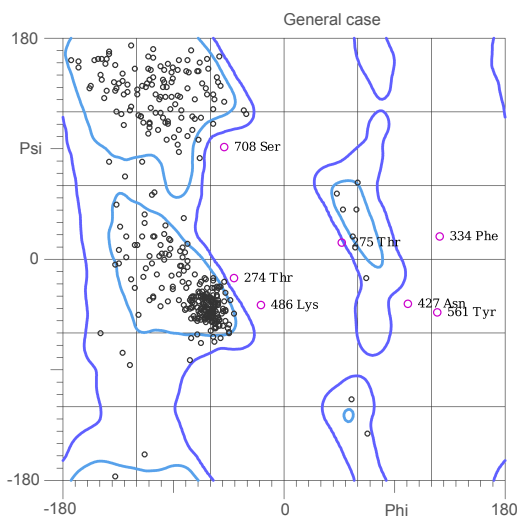 General case
180
Psi
708 Ser
334 Phe
275 Thr
0
274 Thr
486 Lys
427 Asn
561 Tyr
-180
-180
0
Phi
180